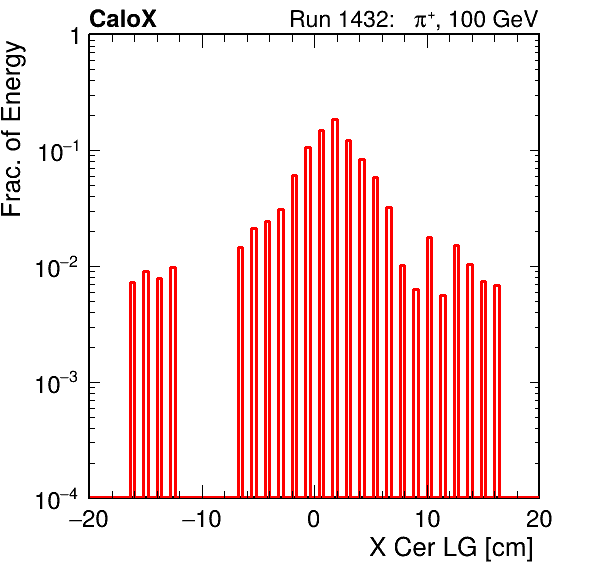 CaloX Run 1432: π⁺, 100 GeV
Frac. of Energy
1
10⁻¹
10⁻²
10⁻³
10⁻⁴
−20 −10 0 10 20
X Cer LG [cm]